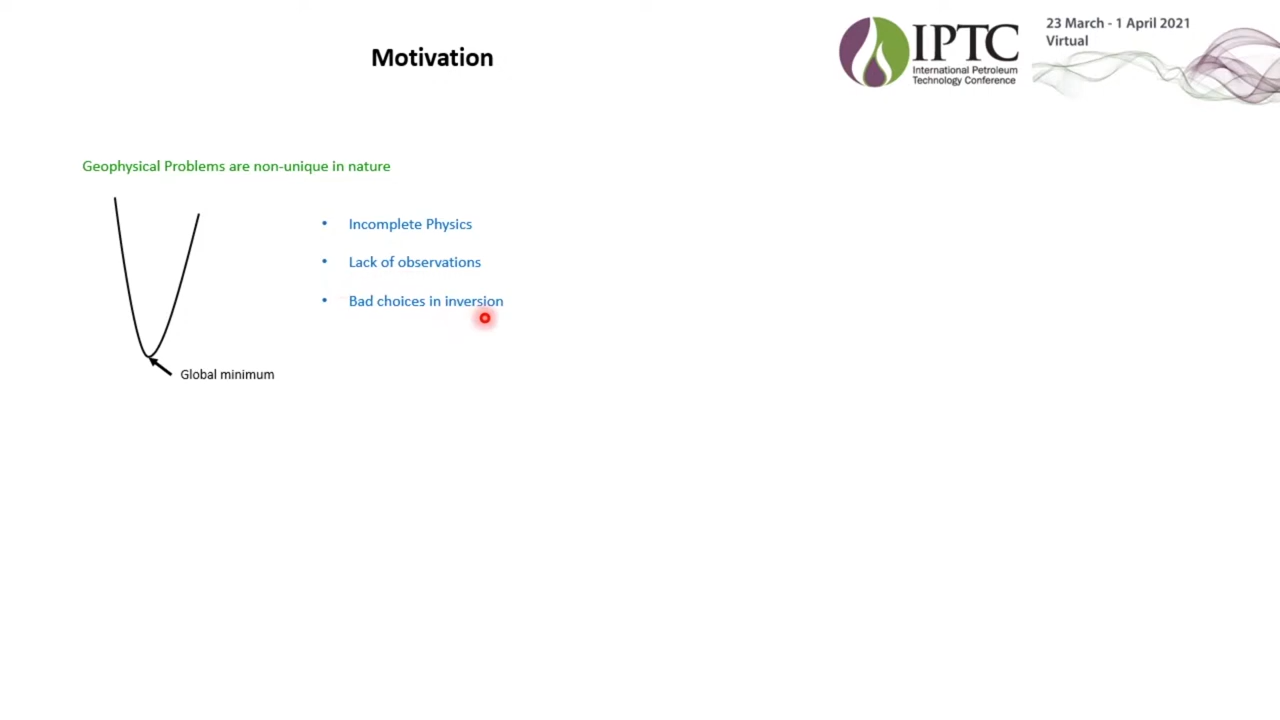 Motivation
IPTC
International Petroleum
Technology Conference
23 March - 1 April 2021
Virtual
Geophysical Problems are non-unique in nature
• Incomplete Physics
• Lack of observations
• Bad choices in inversion
Global minimum